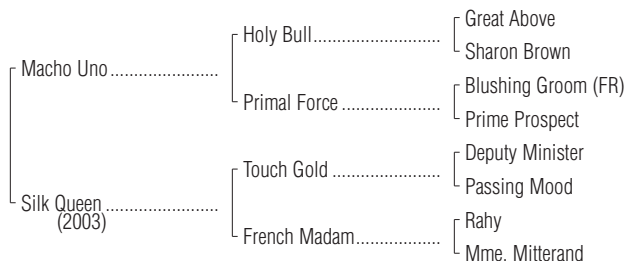 Great Above
Holy Bull........................
Sharon Brown
Macho Uno .....................
Blushing Groom (FR)
Primal Force ...................
Prime Prospect
Deputy Minister
Touch Gold .....................
Passing Mood
Silk Queen ......................
(2003)
Rahy
French Madam................
Mme. Mitterand